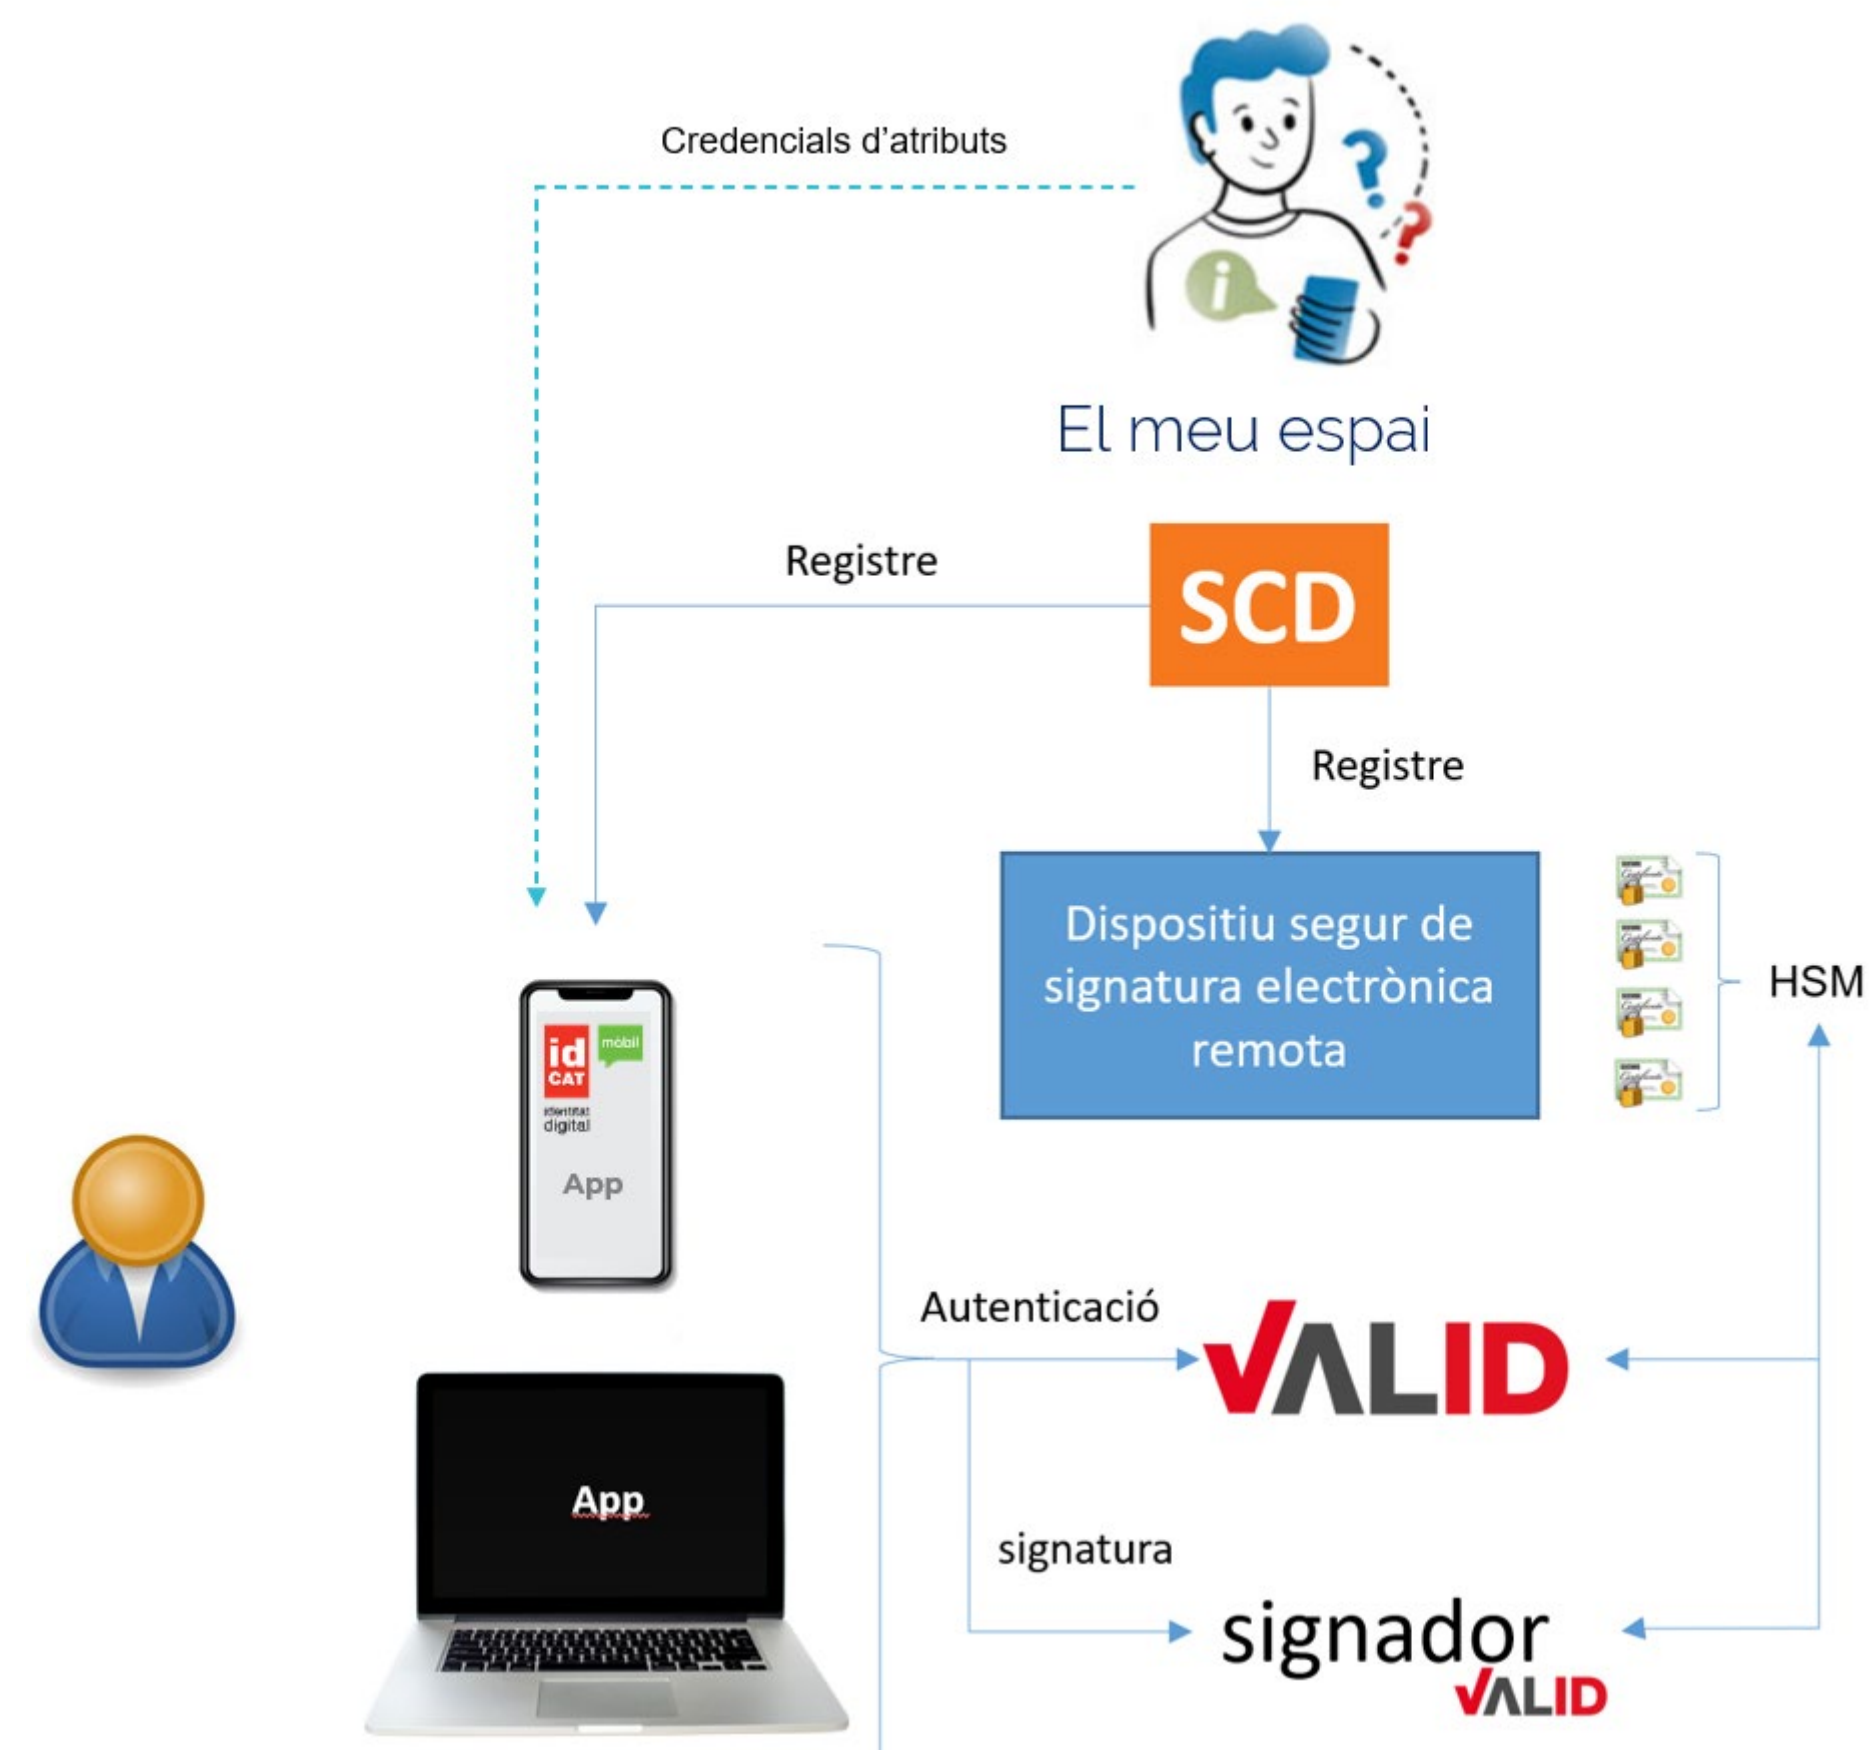 Credencials d'atributs
i
? ?
El meu espai
Registre
SCD
Registre
Dispositiu segur de
signatura electrònica
remota
HSM
id
CAT
mòbil
identitat
digital
App
Autenticació
VALID
App
signatura
signador
VALID